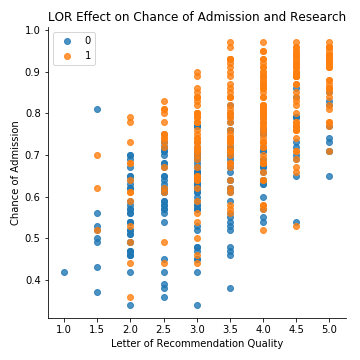 LOR Effect on Chance of Admission and Research
0
1
Chance of Admission
1.0
0.9
0.8
0.7
0.6
0.5
0.4
1.0 1.5 2.0 2.5 3.0 3.5 4.0 4.5 5.0
Letter of Recommendation Quality